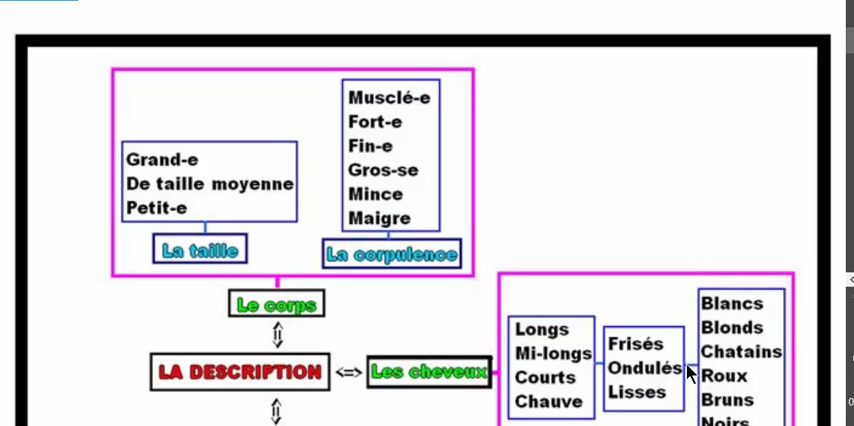 Musclé-e
Fort-e
Fin-e
Gros-se
Mince
Maigre
Grand-e
De taille moyenne
Petit-e
La taille
La corpulence
Le corps
LA DESCRIPTION
<=>
Les cheveux
Longs
Mi-longs
Courts
Chauve
Frisés
Ondulés
Lisses
Blancs
Blonds
Chatains
Roux
Bruns
Noirs